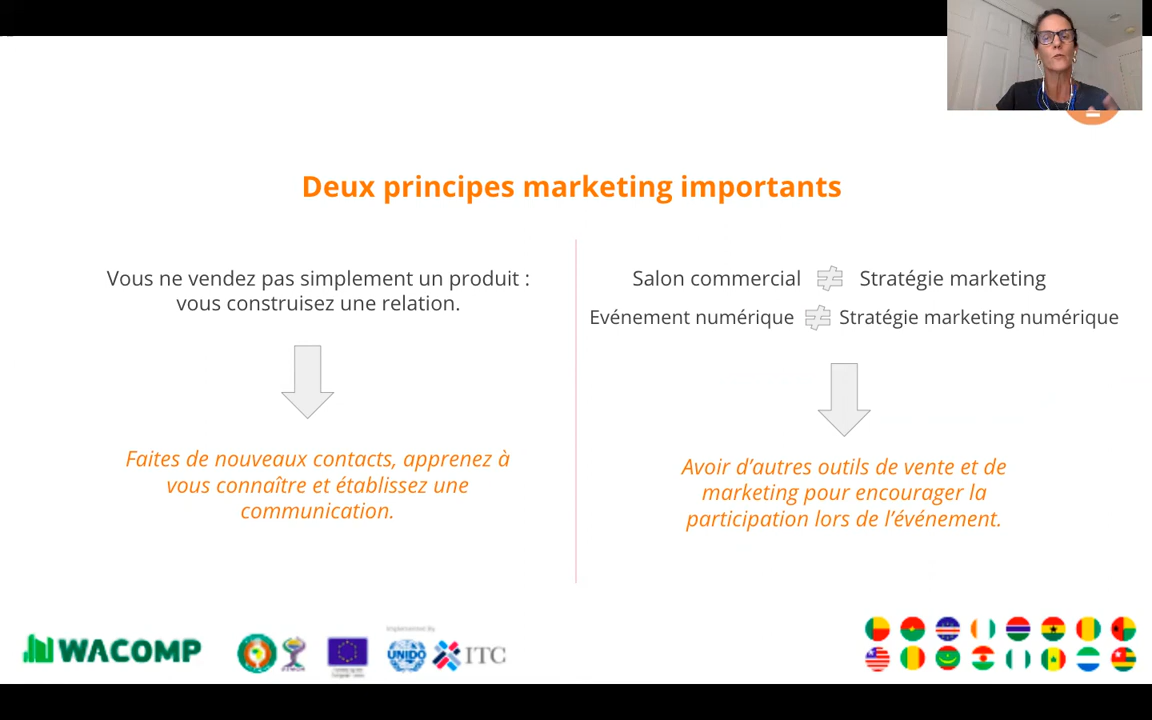 Deux principes marketing importants
Vous ne vendez pas simplement un produit :
vous construisez une relation.
Faites de nouveaux contacts, apprenez à
vous connaître et établissez une
communication.
Salon commercial ≠ Stratégie marketing
Evénement numérique ≠ Stratégie marketing numérique
Avoir d'autres outils de vente et de
marketing pour encourager la
participation lors de l'événement.
WACOMP
Implemented By
UNIDO
ITC